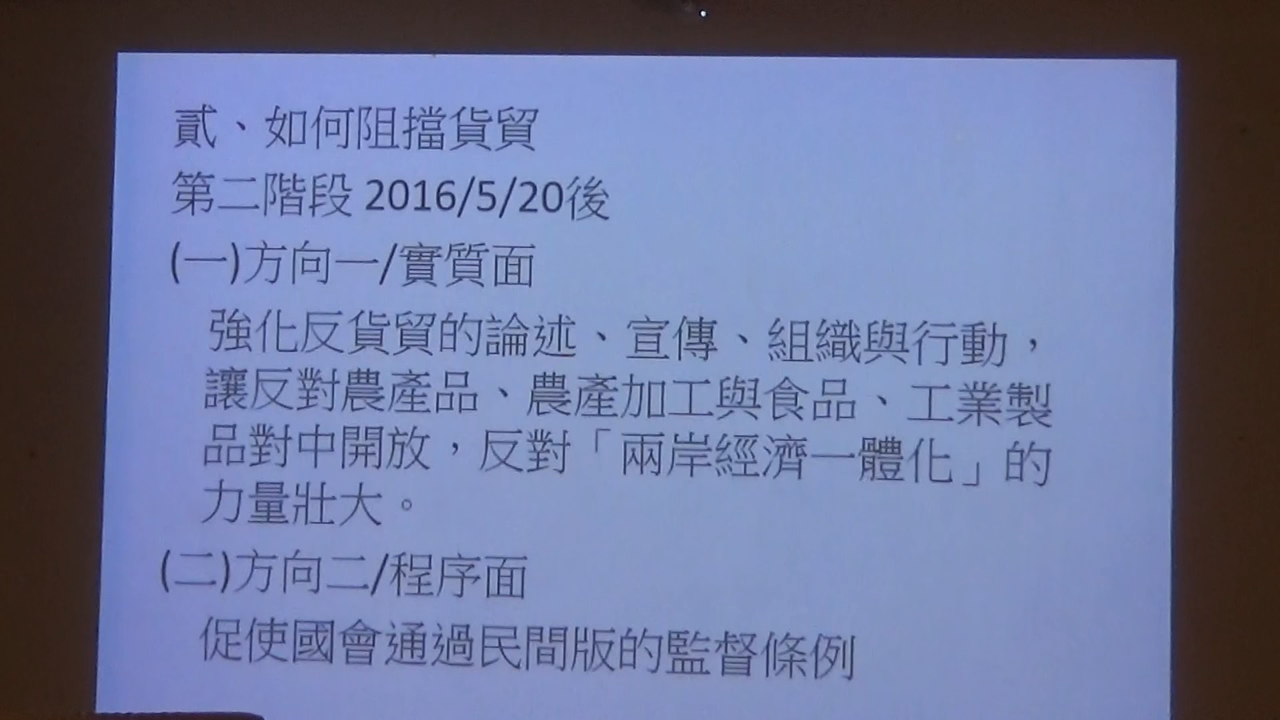 貳、如何阻擋貨貿
第二階段 2016/5/20後
(一)方向一/實質面
強化反貨貿的論述、宣傳、組織與行動，
讓反對農產品、農產加工與食品、工業製
品對中開放，反對「兩岸經濟一體化」的
力量壯大。
(二)方向二/程序面
促使國會通過民間版的監督條例